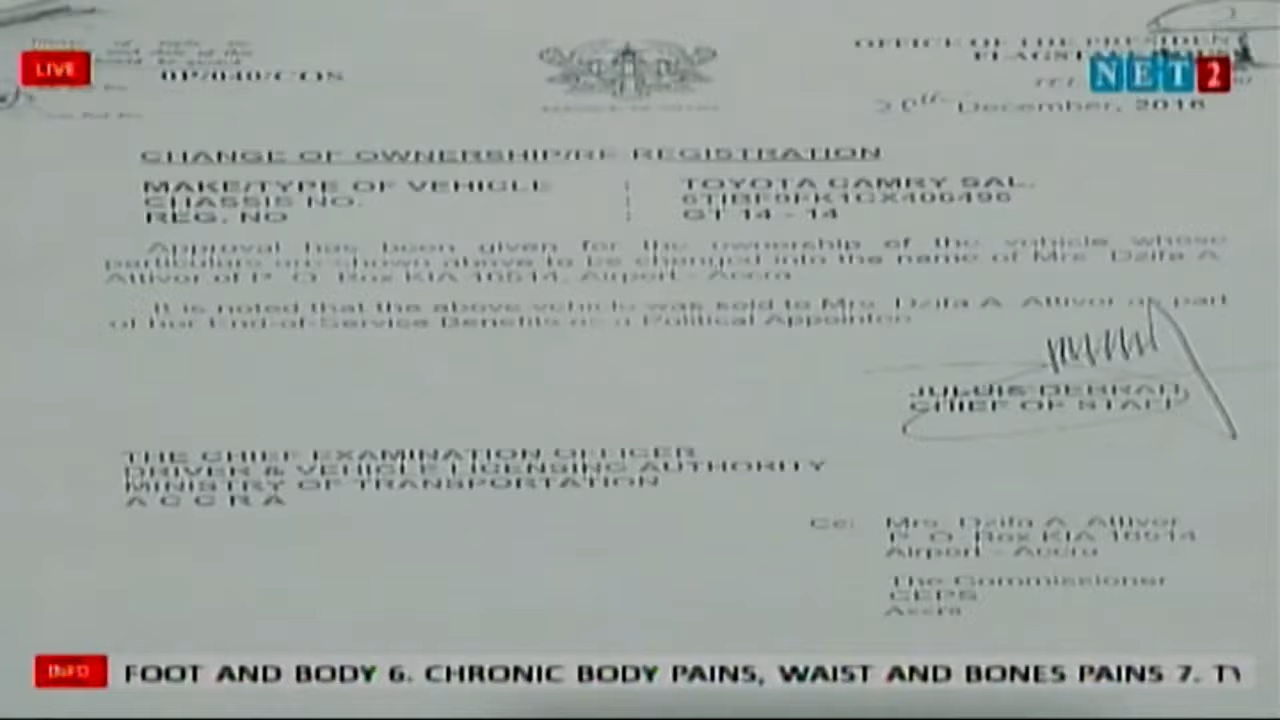 LIVE
OP/040/COS
OFFICE OF THE PRESIDENT
NET2
20th December, 2016
CHANGE OF OWNERSHIP/RE-REGISTRATION
MAKE/TYPE OF VEHICLE : TOYOTA CAMRY SAL.
CHASSIS NO. :
REG. NO : GT 14 - 14
Approval has been given for the ownership of the vehicle whose
particulars are shown above to be changed into the name of Mrs. Dzifa A.
Attivor of P. O. Box KIA 16514, Airport - Accra
It is noted that the above vehicle was sold to Mrs. Dzifa A. Attivor as part
of her End-of-Service Benefits as a Political Appointee
JULIUS DEBRAH
CHIEF OF STAFF
THE CHIEF EXAMINATION OFFICER
DRIVER & VEHICLE LICENSING AUTHORITY
MINISTRY OF TRANSPORTATION
A C C R A
Cc: Mrs. Dzifa A. Attivor
P. O. Box KIA 16514
Airport - Accra
The Commissioner
CEPS
Accra
INFO
FOOT AND BODY 6. CHRONIC BODY PAINS, WAIST AND BONES PAINS 7.